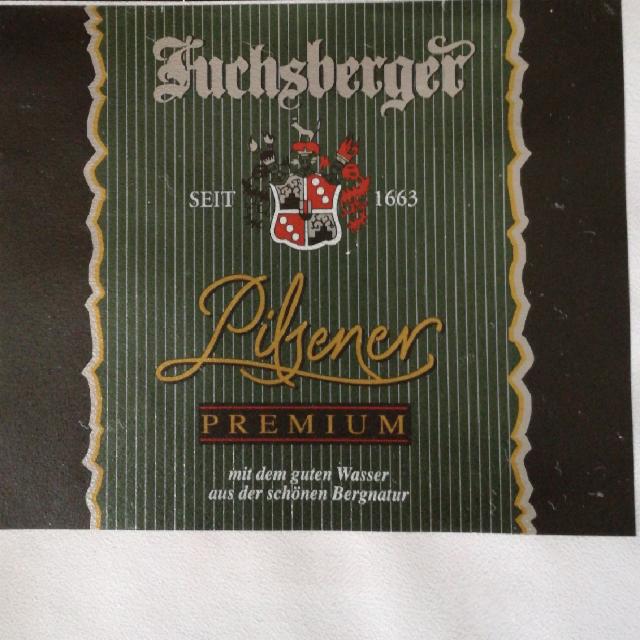 Fuchsberger
SEIT 1663
Pilsener
PREMIUM
mit dem guten Wasser
aus der schönen Bergnatur